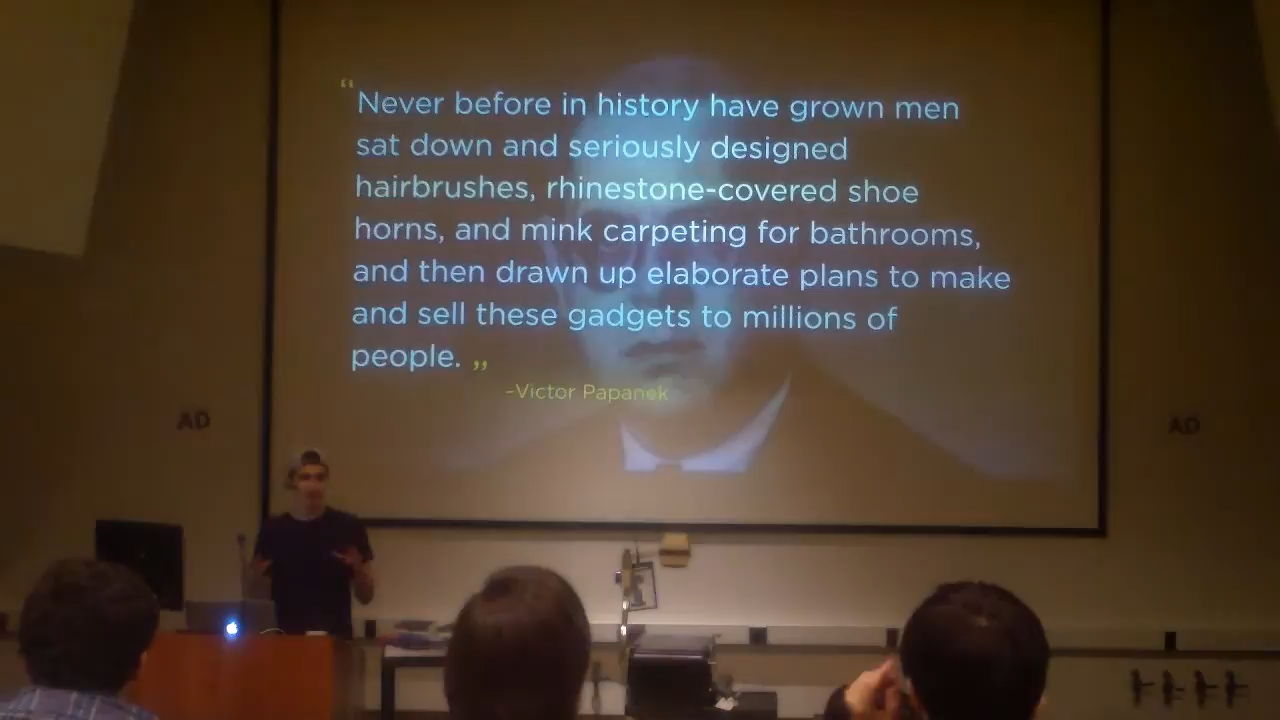 “Never before in history have grown men
sat down and seriously designed
hairbrushes, rhinestone-covered shoe
horns, and mink carpeting for bathrooms,
and then drawn up elaborate plans to make
and sell these gadgets to millions of
people. ”
–Victor Papanek
AD
AD